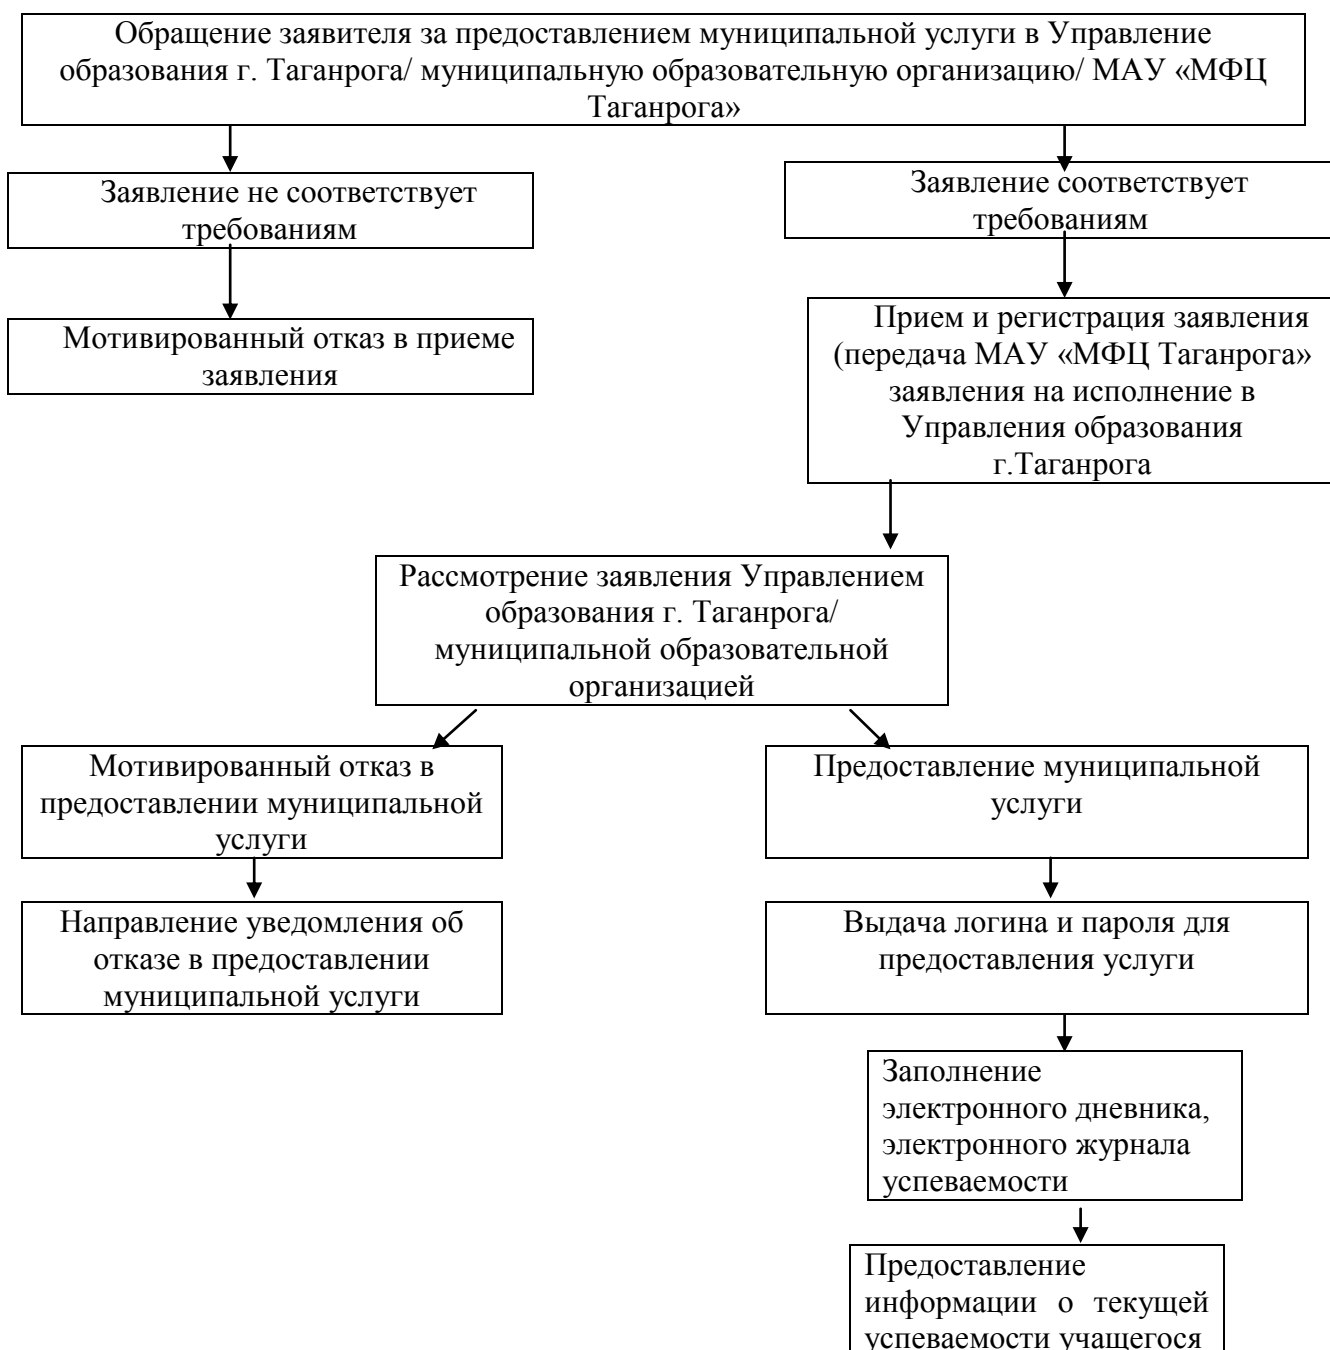 Обращение заявителя за предоставлением муниципальной услуги в Управление
образования г. Таганрога/ муниципальную образовательную организацию/ МАУ «МФЦ
Таганрога»
Заявление не соответствует
требованиям
Заявление соответствует
требованиям
Мотивированный отказ в приеме
заявления
Прием и регистрация заявления
(передача МАУ «МФЦ Таганрога»
заявления на исполнение в
Управления образования
г.Таганрога
Рассмотрение заявления Управлением
образования г. Таганрога/
муниципальной образовательной
организацией
Мотивированный отказ в
предоставлении муниципальной
услуги
Предоставление муниципальной
услуги
Направление уведомления об
отказе в предоставлении
муниципальной услуги
Выдача логина и пароля для
предоставления услуги
Заполнение
электронного дневника,
электронного журнала
успеваемости
Предоставление
информации о текущей
успеваемости учащегося